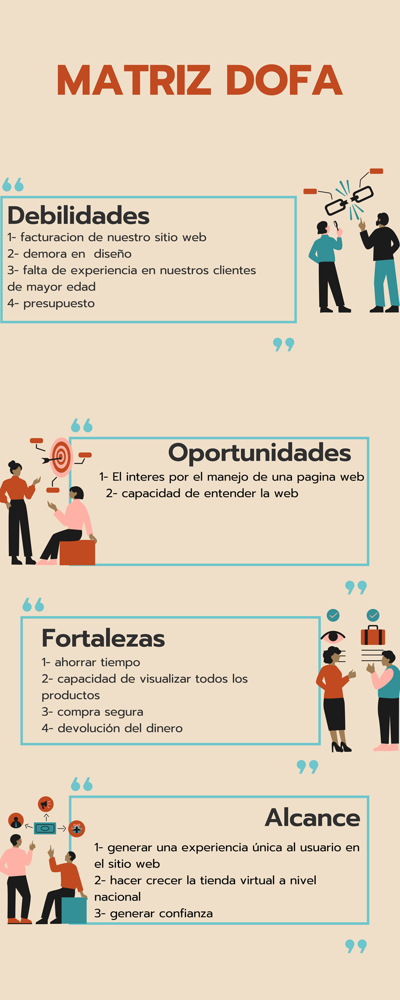 MATRIZ DOFA
Debilidades
1- facturacion de nuestro sitio web
2- demora en  diseño
3- falta de experiencia en nuestros clientes
de mayor edad
4- presupuesto
Oportunidades
1- El interes por el manejo de una pagina web
2- capacidad de entender la web
Fortalezas
1- ahorrar tiempo
2- capacidad de visualizar todos los
productos
3- compra segura
4- devolución del dinero
Alcance
1- generar una experiencia única al usuario en
el sitio web
2- hacer crecer la tienda virtual a nivel
nacional
3- generar confianza